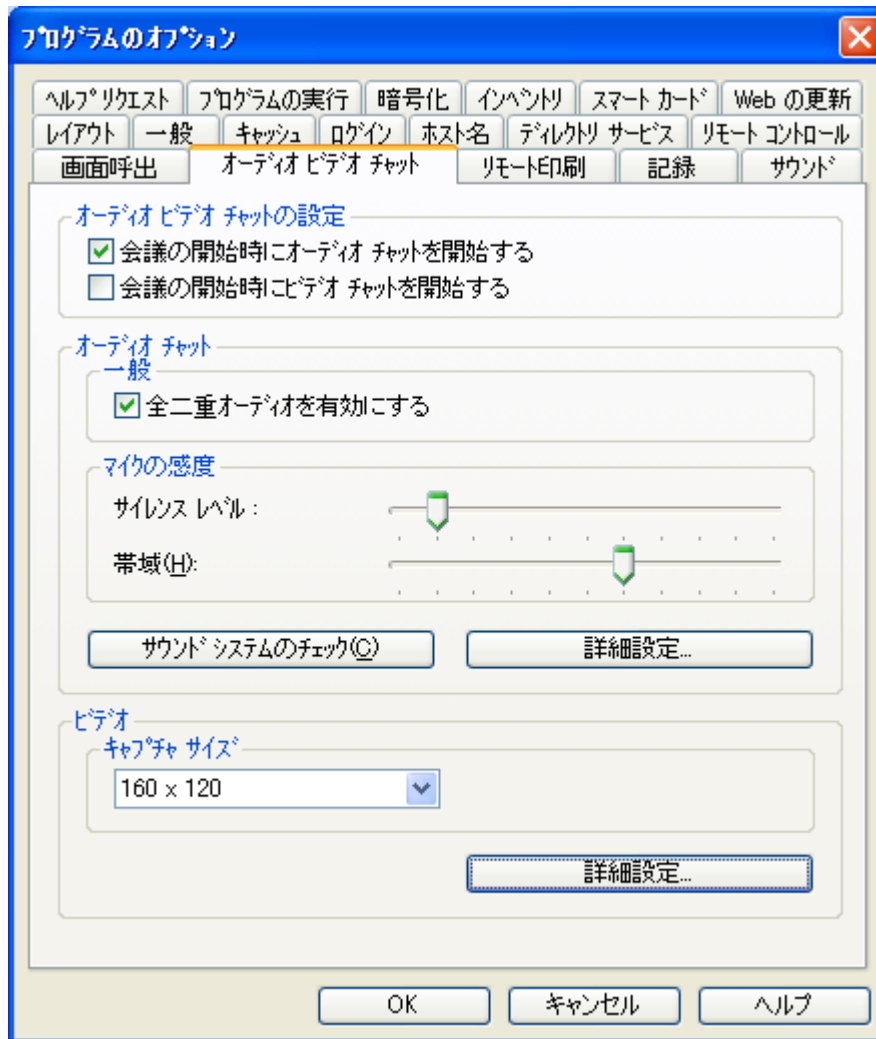 プログラムのオプション
ヘルプ リクエスト プログラムの実行 暗号化 インベントリ スマート カード Web の更新
レイアウト 一般 キャッシュ ログイン ホスト名 ディレクトリ サービス リモート コントロール
画面呼出 オーディオ ビデオ チャット リモート印刷 記録 サウンド
オーディオ ビデオ チャットの設定
会議の開始時にオーディオ チャットを開始する
会議の開始時にビデオ チャットを開始する
オーディオ チャット
一般
全二重オーディオを有効にする
マイクの感度
サイレンス レベル :
帯域(H):
サウンド システムのチェック(C) 詳細設定...
ビデオ
キャプチャ サイズ
160 x 120
詳細設定...
OK キャンセル ヘルプ